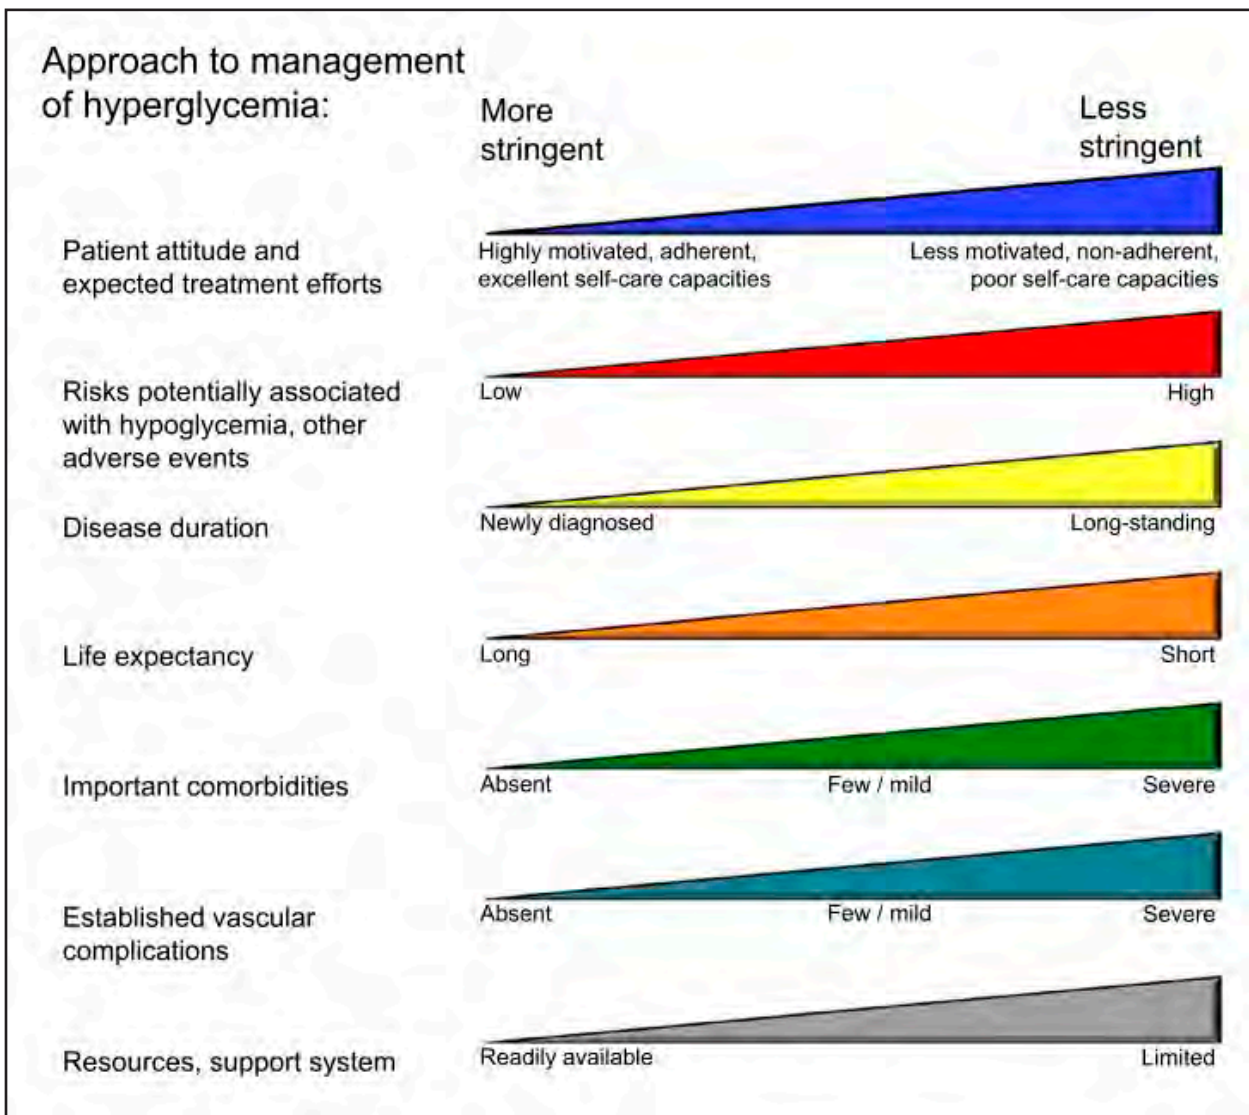 Approach to management
of hyperglycemia:
More
stringent
Less
stringent
Patient attitude and
expected treatment efforts
Highly motivated, adherent,
excellent self-care capacities
Less motivated, non-adherent,
poor self-care capacities
Risks potentially associated
with hypoglycemia, other
adverse events
Low
High
Disease duration
Newly diagnosed
Long-standing
Life expectancy
Long
Short
Important comorbidities
Absent
Few / mild
Severe
Established vascular
complications
Absent
Few / mild
Severe
Resources, support system
Readily available
Limited